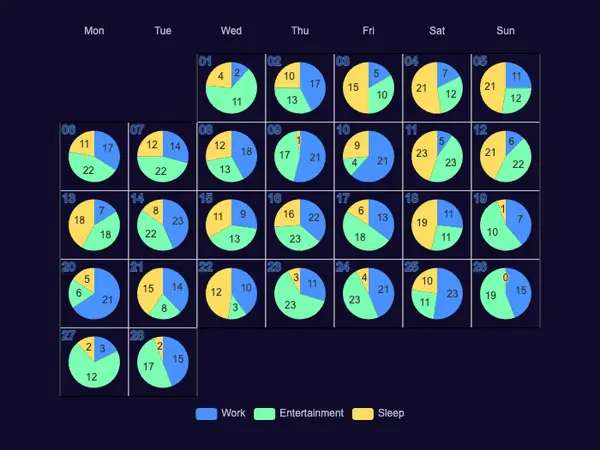 Mon Tue Wed Thu Fri Sat Sun
01 02 03 04 05
4 2 11 10 17 13 15 5 10 21 7 12 21 11 12
06 07 08 09 10 11 12
11 17 22 12 14 22 12 18 13 1 17 21 9 4 21 23 5 23 21 6 22
13 14 15 16 17 18 19
18 7 18 8 23 22 11 9 13 16 22 23 6 13 18 19 11 11 1 7 10
20 21 22 23 24 25 26
5 6 21 15 14 8 12 10 3 3 11 23 4 21 23 10 11 23 0 15 19
27 28
2 3 12 2 15 17
Work Entertainment Sleep